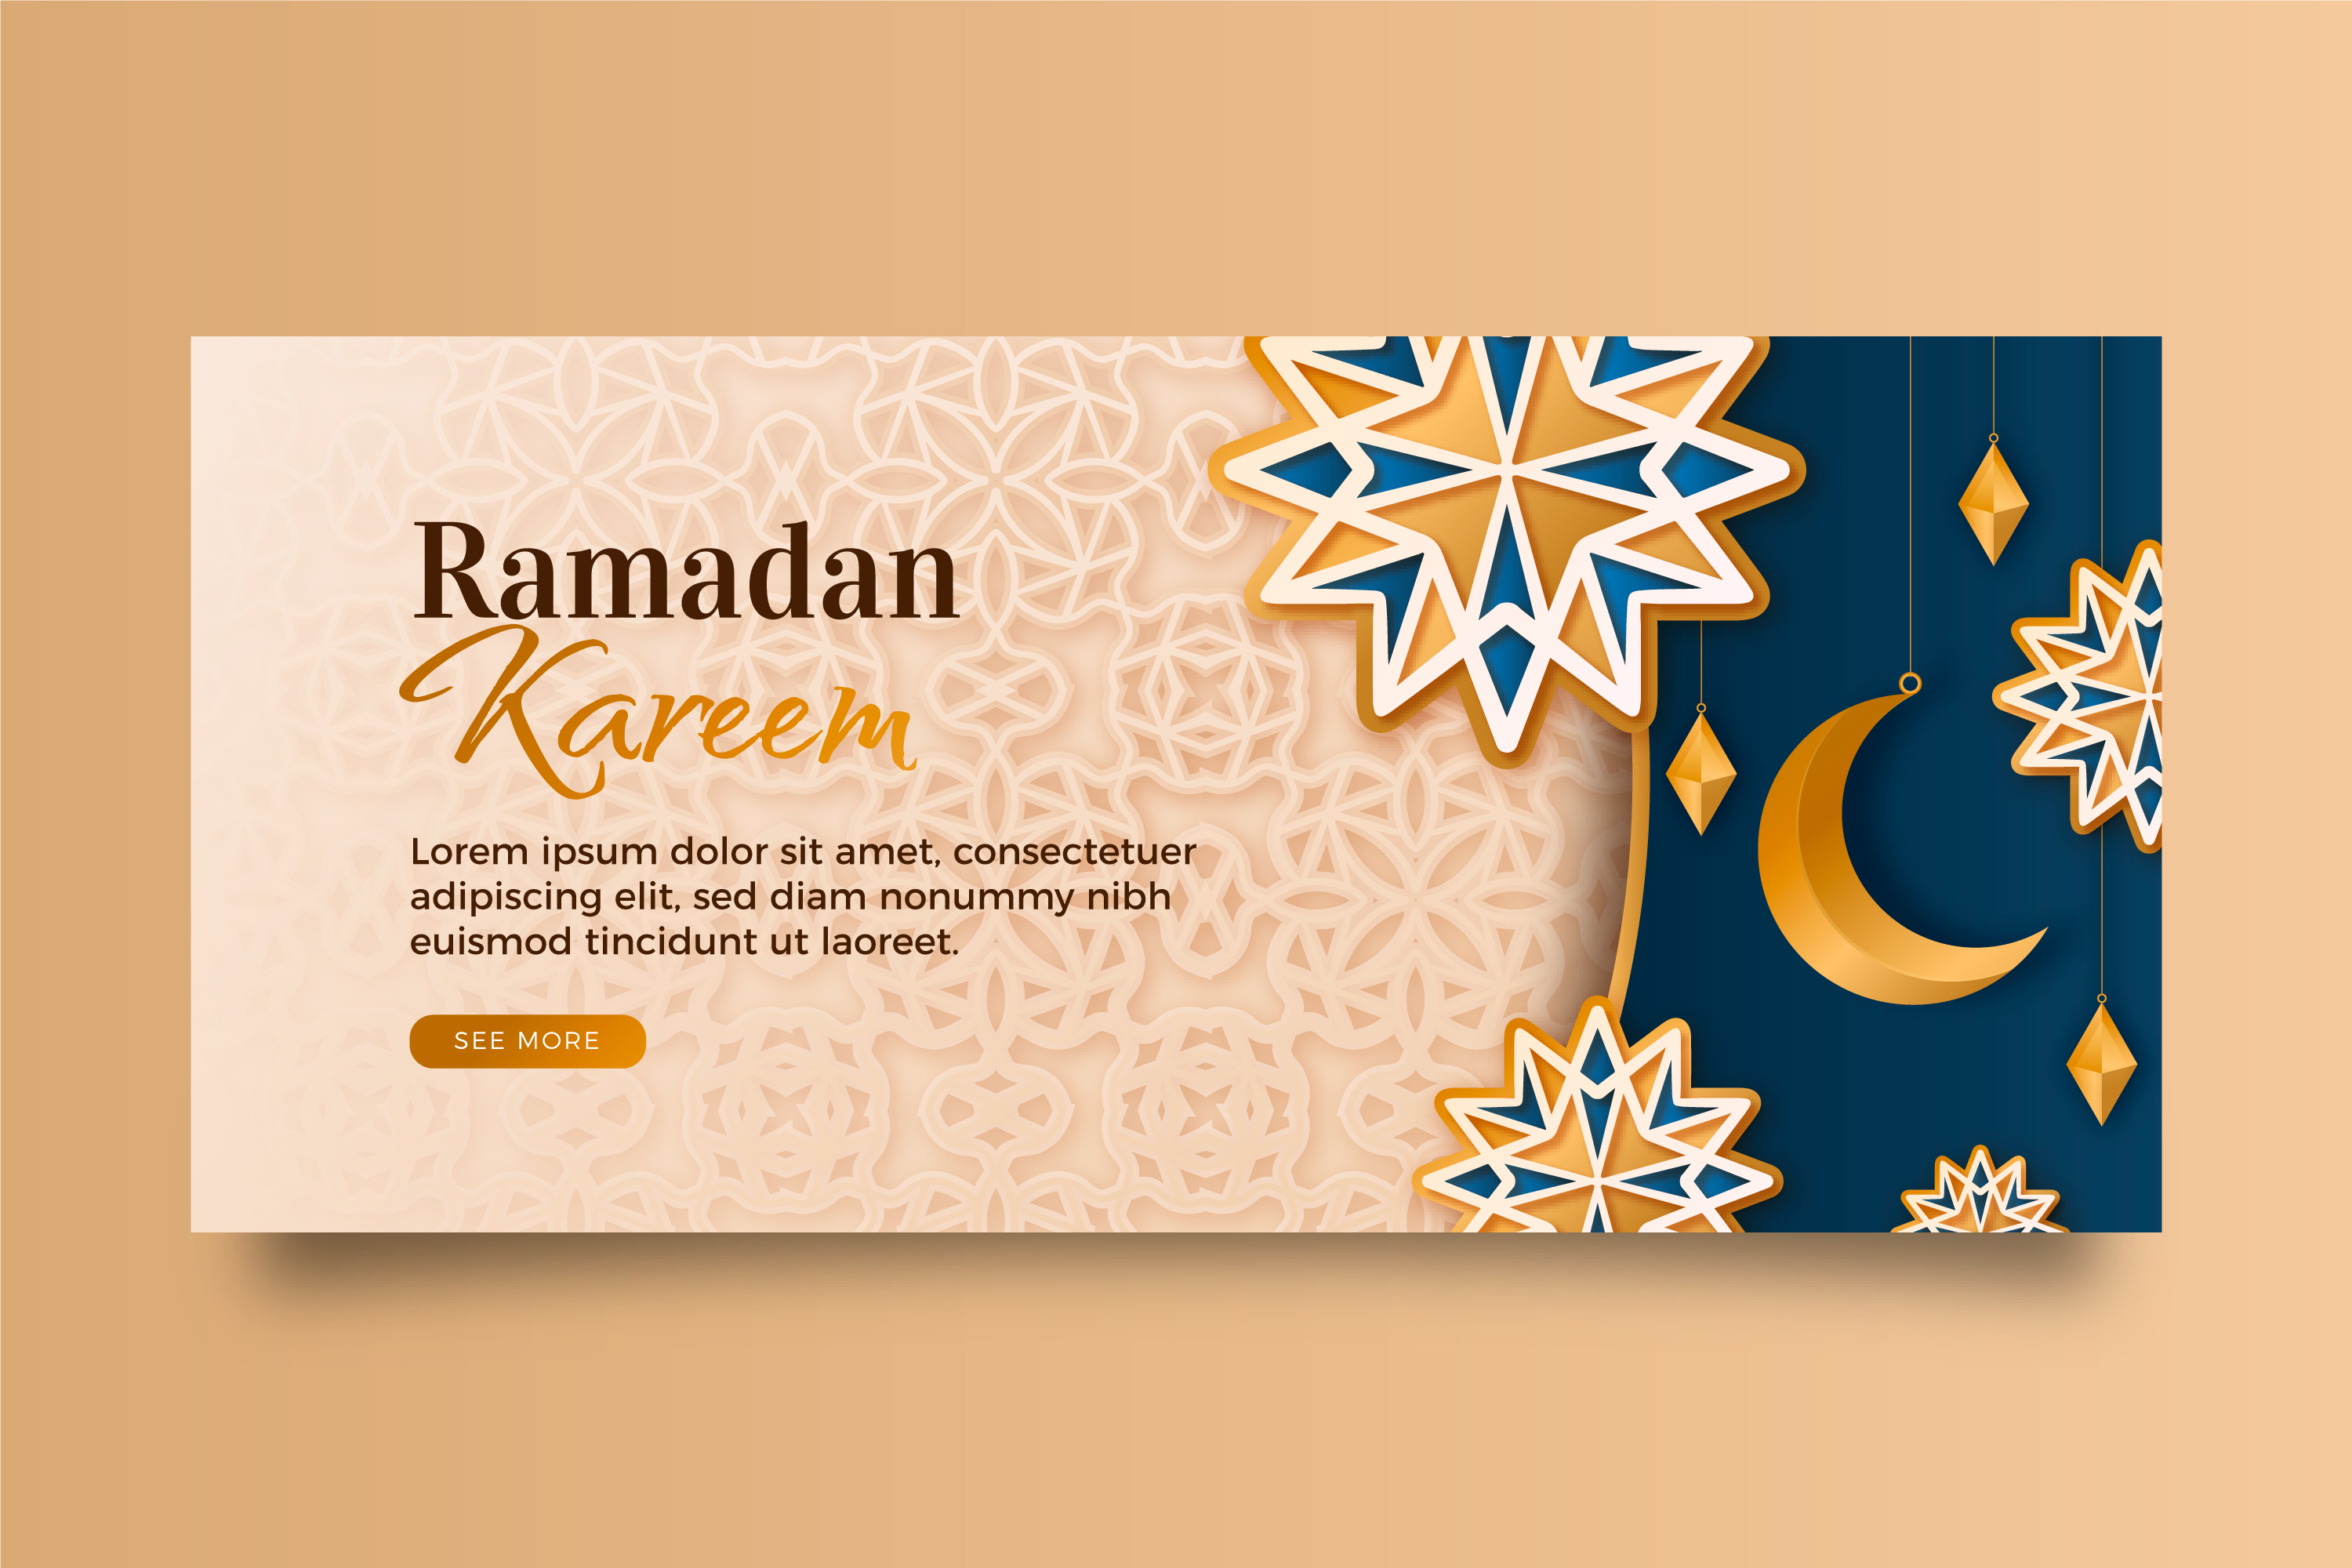 Ramadan
Kareem
Lorem ipsum dolor sit amet, consectetuer
adipiscing elit, sed diam nonummy nibh
euismod tincidunt ut laoreet.
SEE MORE